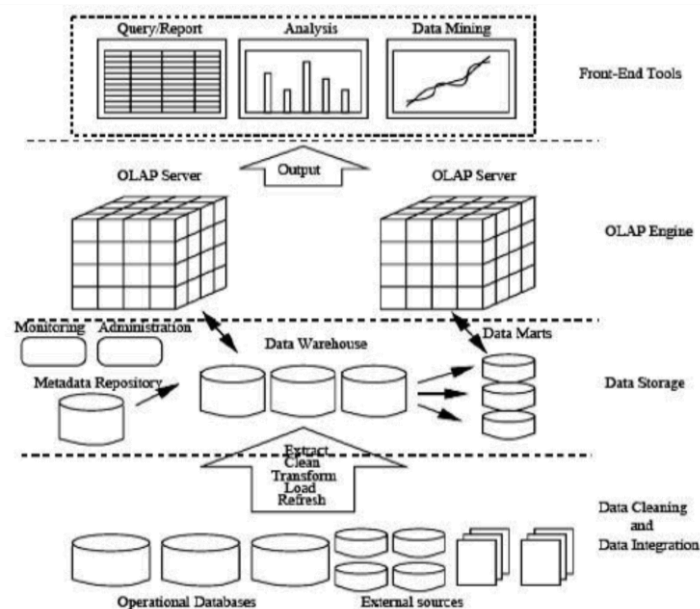 Query/Report
Analysis
Data Mining
Front-End Tools
Output
OLAP Server
OLAP Server
OLAP Engine
Monitoring
Administration
Data Warehouse
Data Marts
Metadata Repository
Data Storage
Extract
Clean
Transform
Load
Refresh
Data Cleaning
and
Data Integration
Operational Databases
External sources